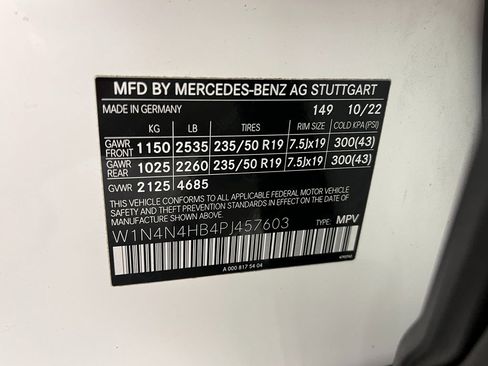 MFD BY MERCEDES-BENZ AG STUTTGART
MADE IN GERMANY 149 10/22
KG LB TIRES RIM SIZE COLD KPA (PSI)
GAWR FRONT 1150 2535 235/50 R19 7.5Jx19 300(43)
GAWR REAR 1025 2260 235/50 R19 7.5Jx19 300(43)
GVWR 2125 4685
THIS VEHICLE CONFORMS TO ALL APPLICABLE FEDERAL MOTOR VEHICLE
SAFETY AND THEFT PREVENTION STANDARDS IN EFFECT ON THE DATE
OF MANUFACTURE SHOWN ABOVE.
W1N4N4HB4PJ457603 TYPE: MPV
A 000 817 54 04